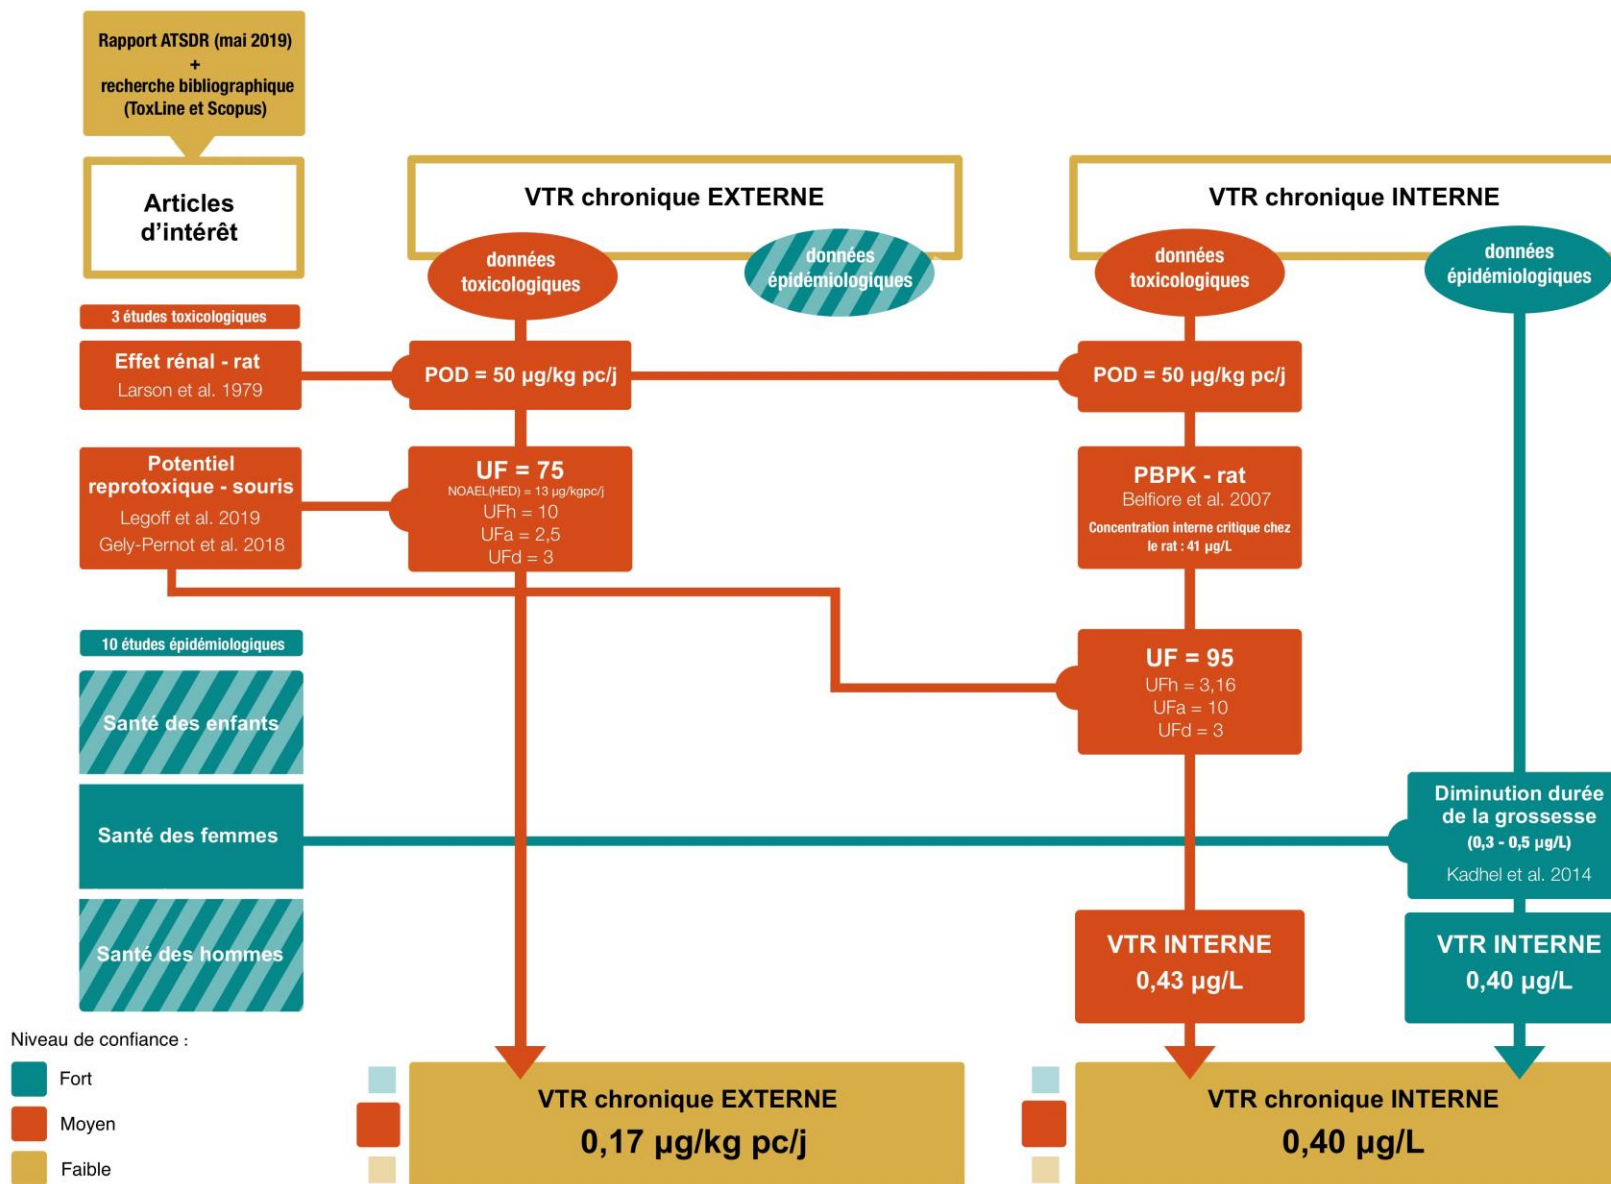 Rapport ATSDR (mai 2019)
+
recherche bibliographique
(ToxLine et Scopus)
Articles
d'intérêt
VTR chronique EXTERNE
données
toxicologiques
données
épidémiologiques
VTR chronique INTERNE
données
toxicologiques
données
épidémiologiques
3 études toxicologiques
Effet rénal - rat
Larson et al. 1979
POD = 50 µg/kg pc/j
POD = 50 µg/kg pc/j
Potentiel
reprotoxique - souris
Legoff et al. 2019
Gely-Pernot et al. 2018
UF = 75
NOAEL(HED) = 13 µg/kgpc/j
UFh = 10
UFa = 2,5
UFd = 3
PBPK - rat
Belfiore et al. 2007
Concentration interne critique chez
le rat : 41 µg/L
10 études épidémiologiques
UF = 95
UFh = 3,16
UFa = 10
UFd = 3
Santé des enfants
Santé des femmes
Santé des hommes
Diminution durée
de la grossesse
(0,3 - 0,5 µg/L)
Kadhel et al. 2014
VTR INTERNE
0,43 µg/L
VTR INTERNE
0,40 µg/L
Niveau de confiance :
Fort
Moyen
Faible
VTR chronique EXTERNE
0,17 µg/kg pc/j
VTR chronique INTERNE
0,40 µg/L